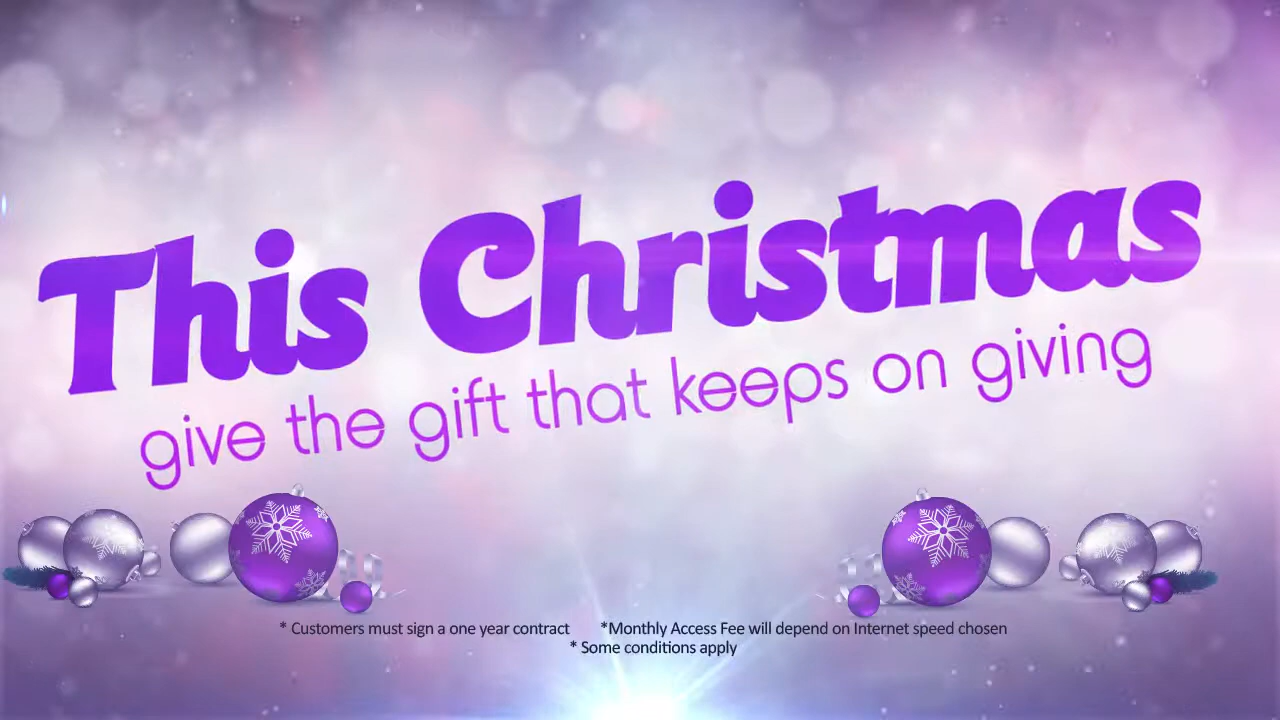 This Christmas
give the gift that keeps on giving
* Customers must sign a one year contract *Monthly Access Fee will depend on Internet speed chosen
* Some conditions apply